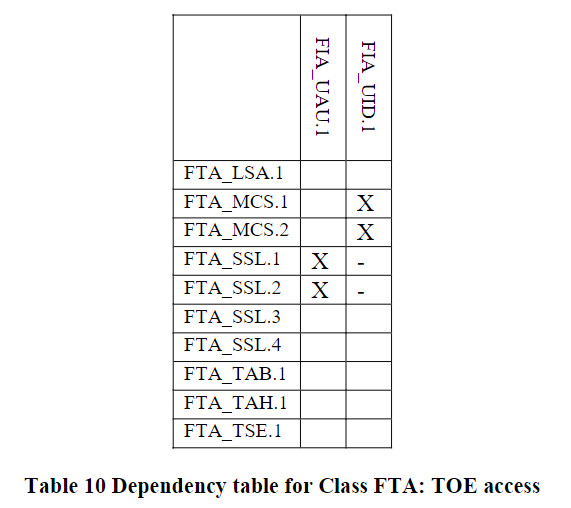 FIA_UAU.1 FIA_UID.1
FTA_LSA.1
FTA_MCS.1 X
FTA_MCS.2 X
FTA_SSL.1 X -
FTA_SSL.2 X -
FTA_SSL.3
FTA_SSL.4
FTA_TAB.1
FTA_TAH.1
FTA_TSE.1
Table 10 Dependency table for Class FTA: TOE access